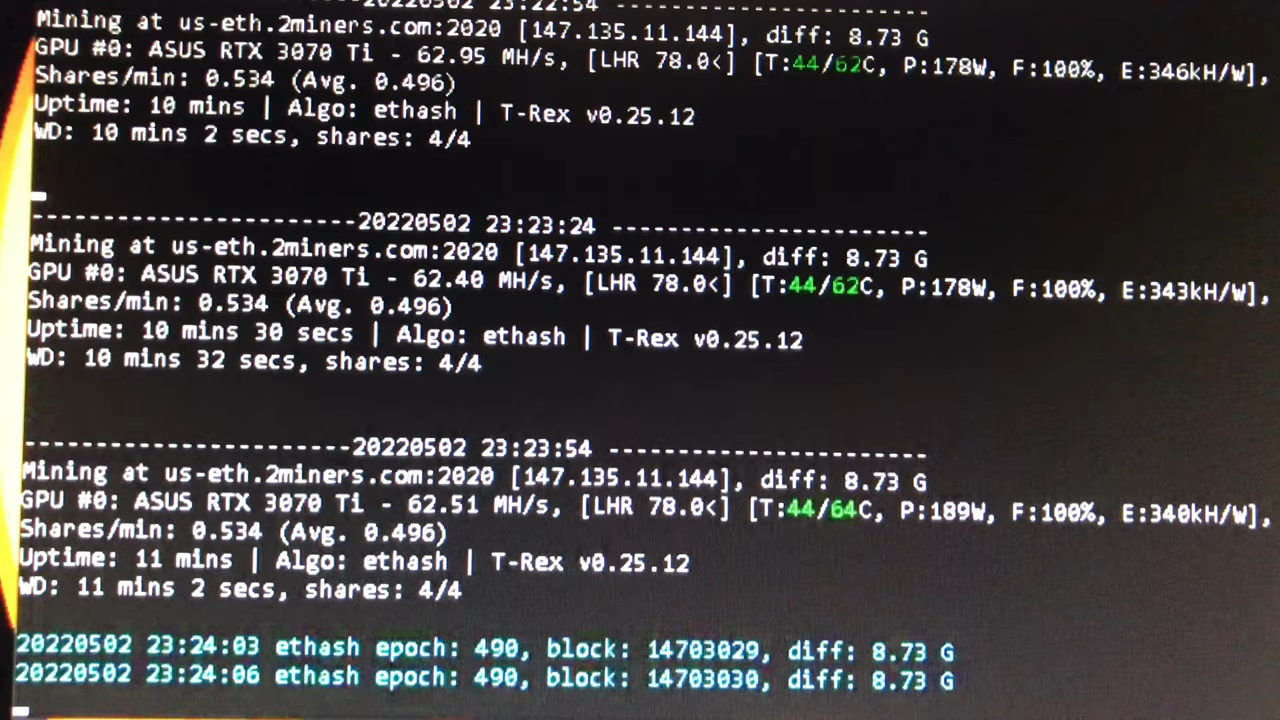 20220502 23:22:54 -----------------------
Mining at us-eth.2miners.com:2020 [147.135.11.144], diff: 8.73 G
GPU #0: ASUS RTX 3070 Ti - 62.95 MH/s, [LHR 78.0<] [T:44/62C, P:178W, F:100%, E:346kH/W],
Shares/min: 0.534 (Avg. 0.496)
Uptime: 10 mins | Algo: ethash | T-Rex v0.25.12
WD: 10 mins 2 secs, shares: 4/4
-----------------------20220502 23:23:24 -----------------------
Mining at us-eth.2miners.com:2020 [147.135.11.144], diff: 8.73 G
GPU #0: ASUS RTX 3070 Ti - 62.40 MH/s, [LHR 78.0<] [T:44/62C, P:178W, F:100%, E:343kH/W],
Shares/min: 0.534 (Avg. 0.496)
Uptime: 10 mins 30 secs | Algo: ethash | T-Rex v0.25.12
WD: 10 mins 32 secs, shares: 4/4
-----------------------20220502 23:23:54 -----------------------
Mining at us-eth.2miners.com:2020 [147.135.11.144], diff: 8.73 G
GPU #0: ASUS RTX 3070 Ti - 62.51 MH/s, [LHR 78.0<] [T:44/64C, P:189W, F:100%, E:340kH/W],
Shares/min: 0.534 (Avg. 0.496)
Uptime: 11 mins | Algo: ethash | T-Rex v0.25.12
WD: 11 mins 2 secs, shares: 4/4
20220502 23:24:03 ethash epoch: 490, block: 14703029, diff: 8.73 G
20220502 23:24:06 ethash epoch: 490, block: 14703030, diff: 8.73 G